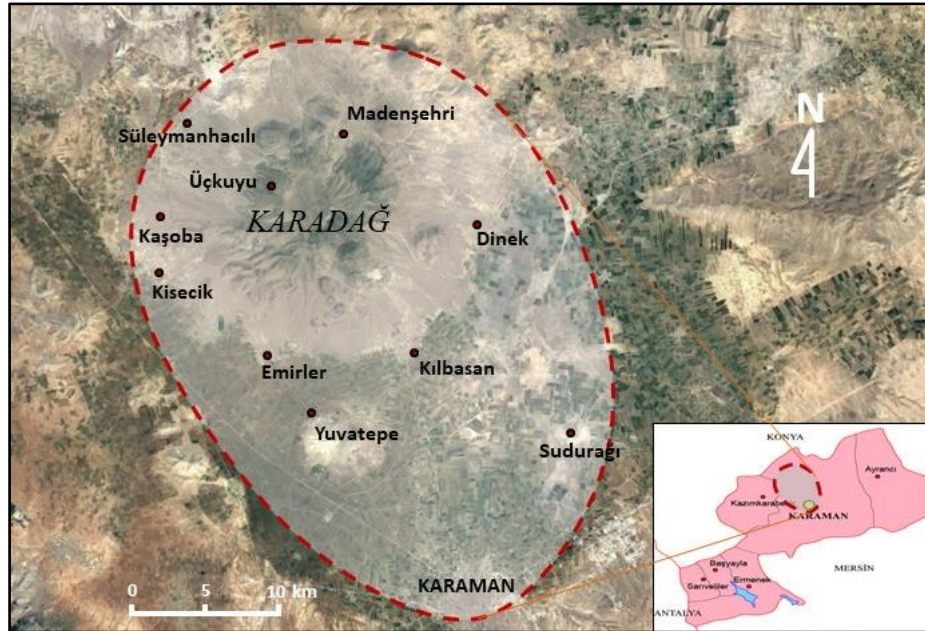 N
Madenşehri
Süleymanhacılı
Üçkuyu
KARADAĞ
Kaşoba
Dinek
Kisecik
Emirler
Kılbasan
Yuvatepe
Sudurağı
KARAMAN
0 5 10 km
KONYA
Ayrancı
Kazımkarabekir
KARAMAN
MERSİN
Başyayla
Sarıveliler
Ermenek
ANTALYA